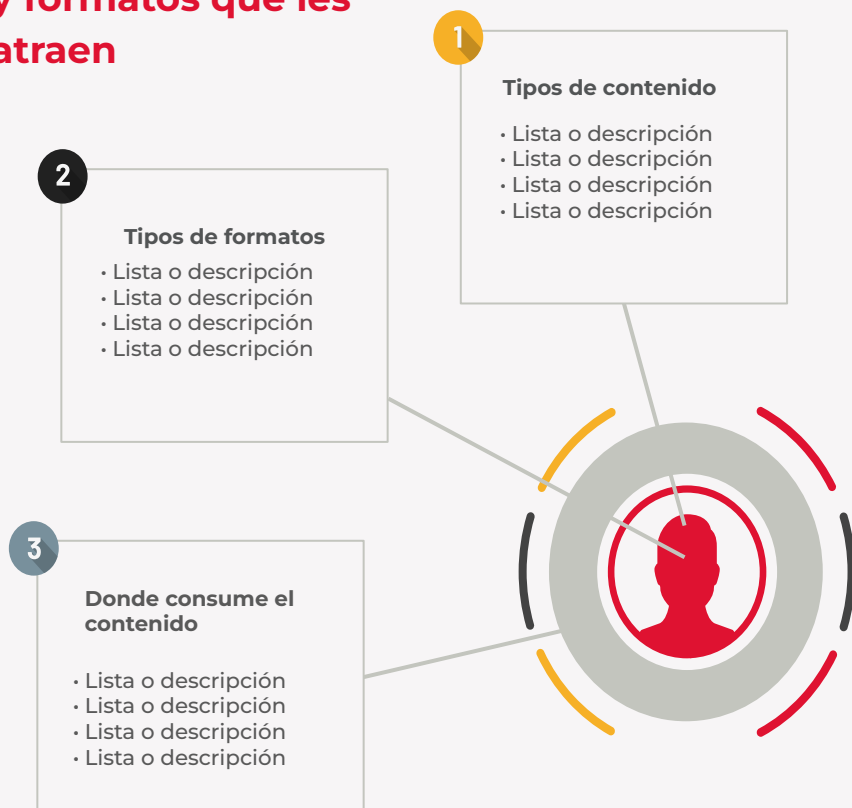 y formatos que les
atraen
1
Tipos de contenido
• Lista o descripción
• Lista o descripción
• Lista o descripción
• Lista o descripción
2
Tipos de formatos
• Lista o descripción
• Lista o descripción
• Lista o descripción
• Lista o descripción
3
Donde consume el
contenido
• Lista o descripción
• Lista o descripción
• Lista o descripción
• Lista o descripción